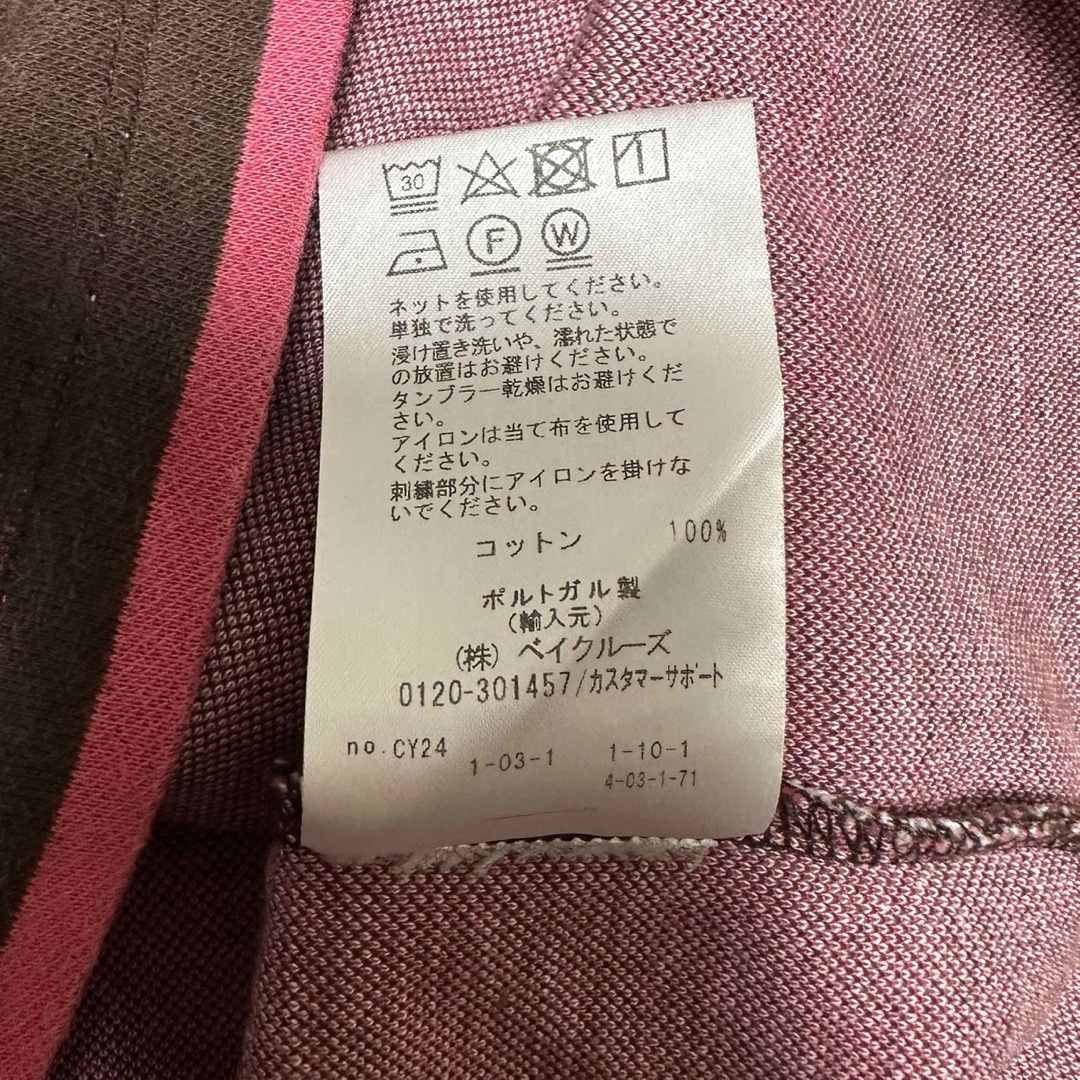 30
F W
ネットを使用してください。
単独で洗ってください。
浸け置き洗いや、濡れた状態で
の放置はお避けください。
タンブラー乾燥はお避けくだ
さい。
アイロンは当て布を使用して
ください。
刺繍部分にアイロンを掛けな
いでください。
コットン 100%
ポルトガル製
(輸入元)
(株) ベイクルーズ
0120-301457/カスタマーサポート
no.CY24 1-03-1 1-10-1
4-03-1-71